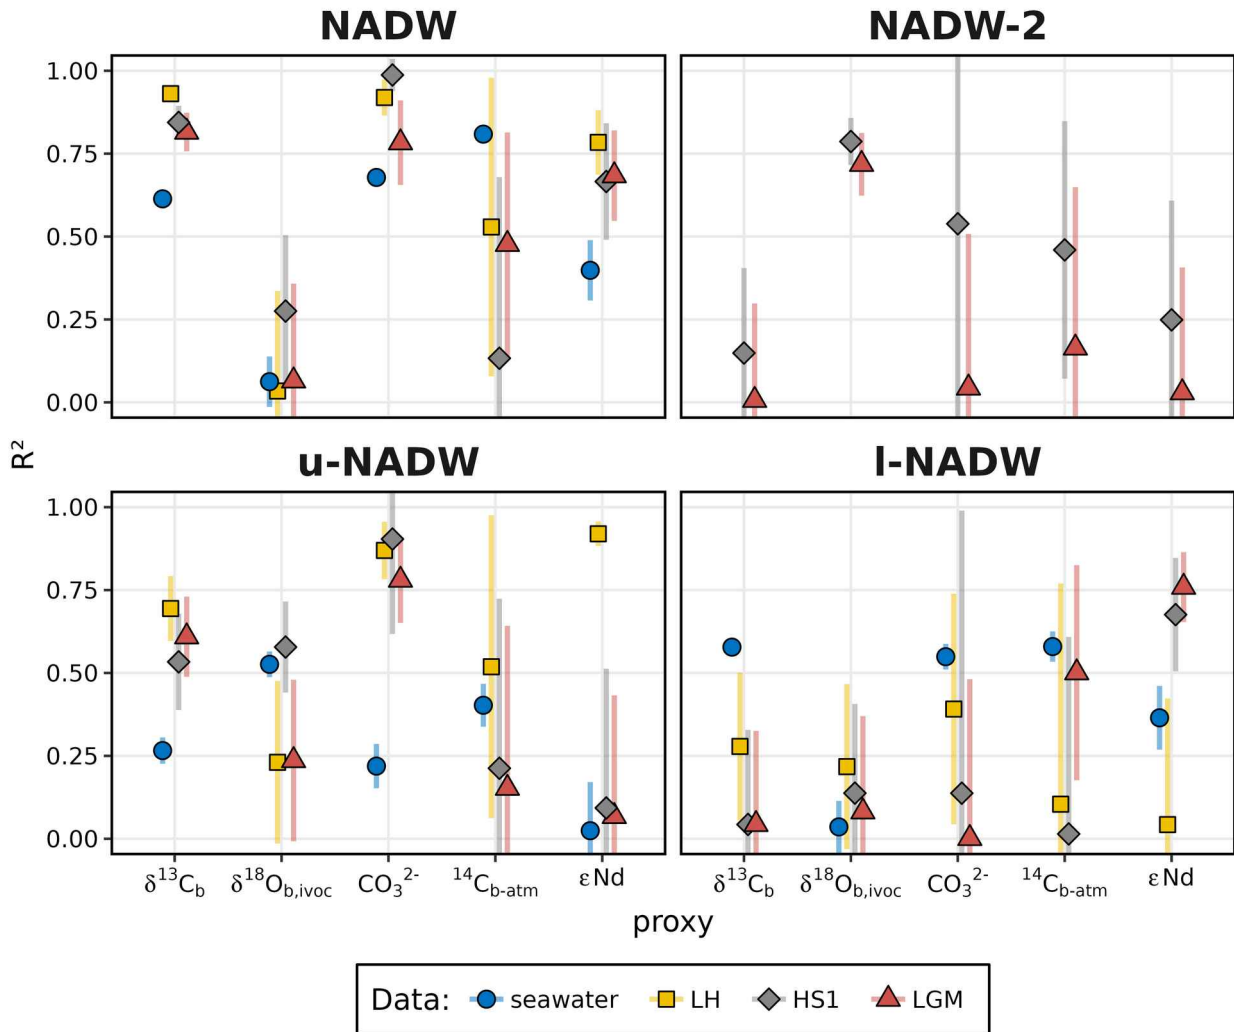 NADW
NADW-2
1.00
0.75
0.50
0.25
0.00
R²
u-NADW
l-NADW
1.00
0.75
0.50
0.25
0.00
δ¹³C_b δ¹⁸O_b,ivoc CO₃²⁻ ¹⁴C_b-atm εNd
δ¹³C_b δ¹⁸O_b,ivoc CO₃²⁻ ¹⁴C_b-atm εNd
proxy
Data: seawater LH HS1 LGM